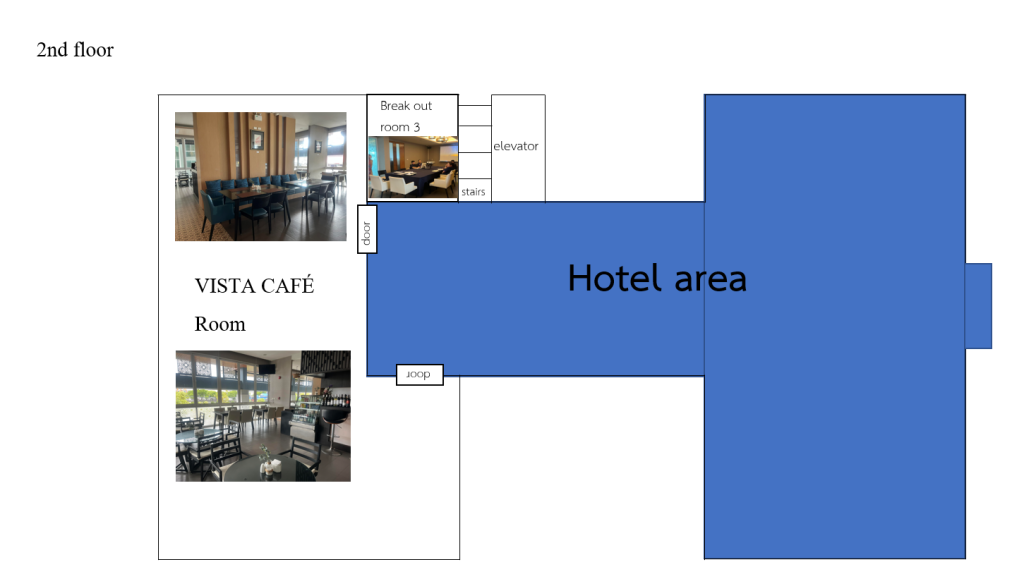 2nd floor
Break out
room 3
elevator
stairs
door
Hotel area
VISTA CAFÉ
Room
door